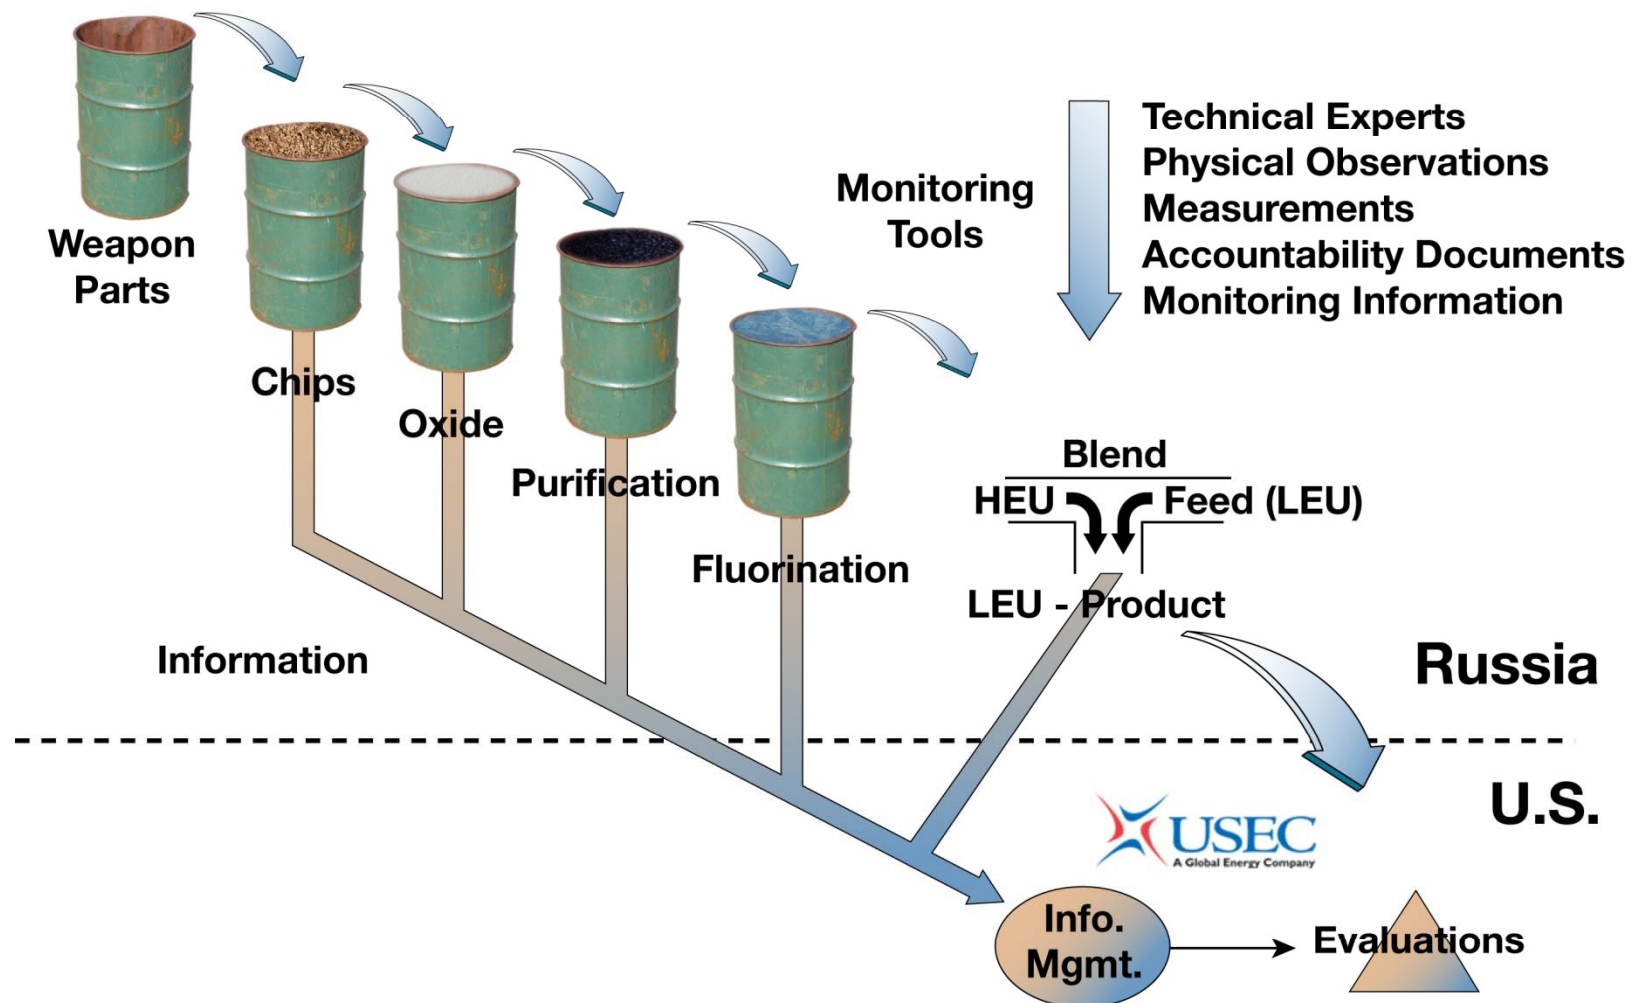 Weapon
Parts
Chips
Oxide
Purification
Fluorination
Monitoring
Tools
Technical Experts
Physical Observations
Measurements
Accountability Documents
Monitoring Information
Blend
HEU
Feed (LEU)
LEU - Product
Information
Russia
U.S.
USEC
A Global Energy Company
Info.
Mgmt.
Evaluations